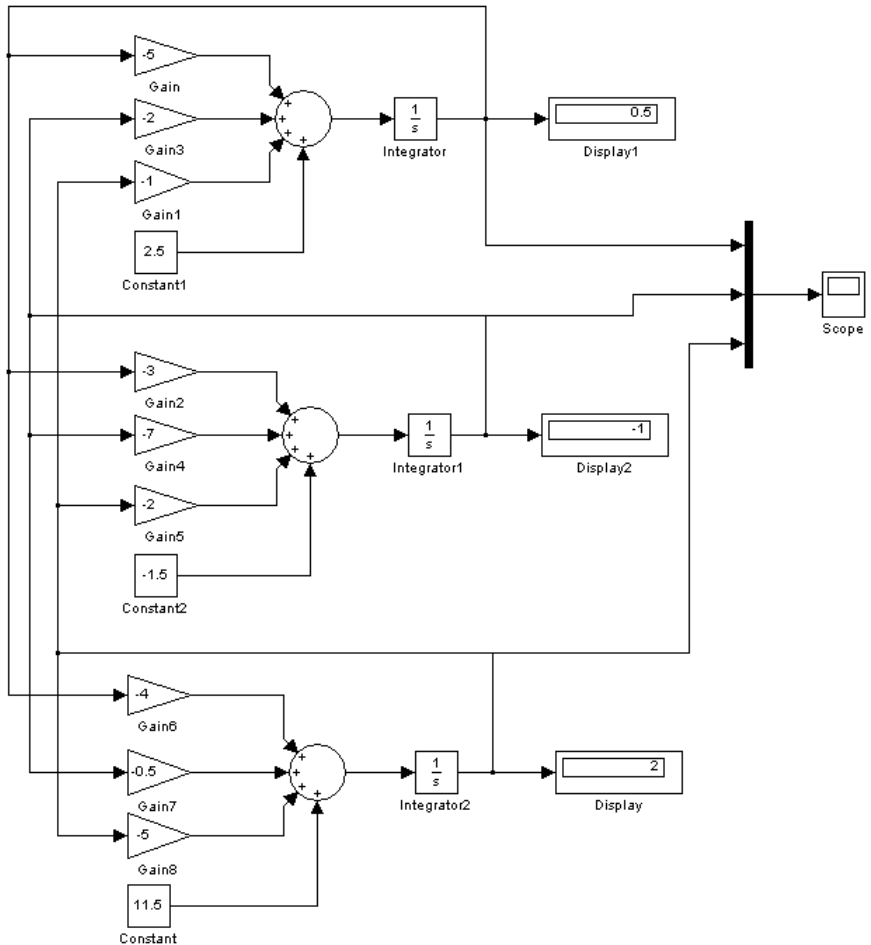 -5
Gain
-2
Gain3
-1
Gain1
2.5
Constant1
+
+
+
+
1
s
Integrator
0.5
Display1
Scope
-3
Gain2
-7
Gain4
-2
Gain5
-1.5
Constant2
+
+
+
+
1
s
Integrator1
-1
Display2
-4
Gain6
-0.5
Gain7
-5
Gain8
11.5
Constant
+
+
+
+
1
s
Integrator2
2
Display